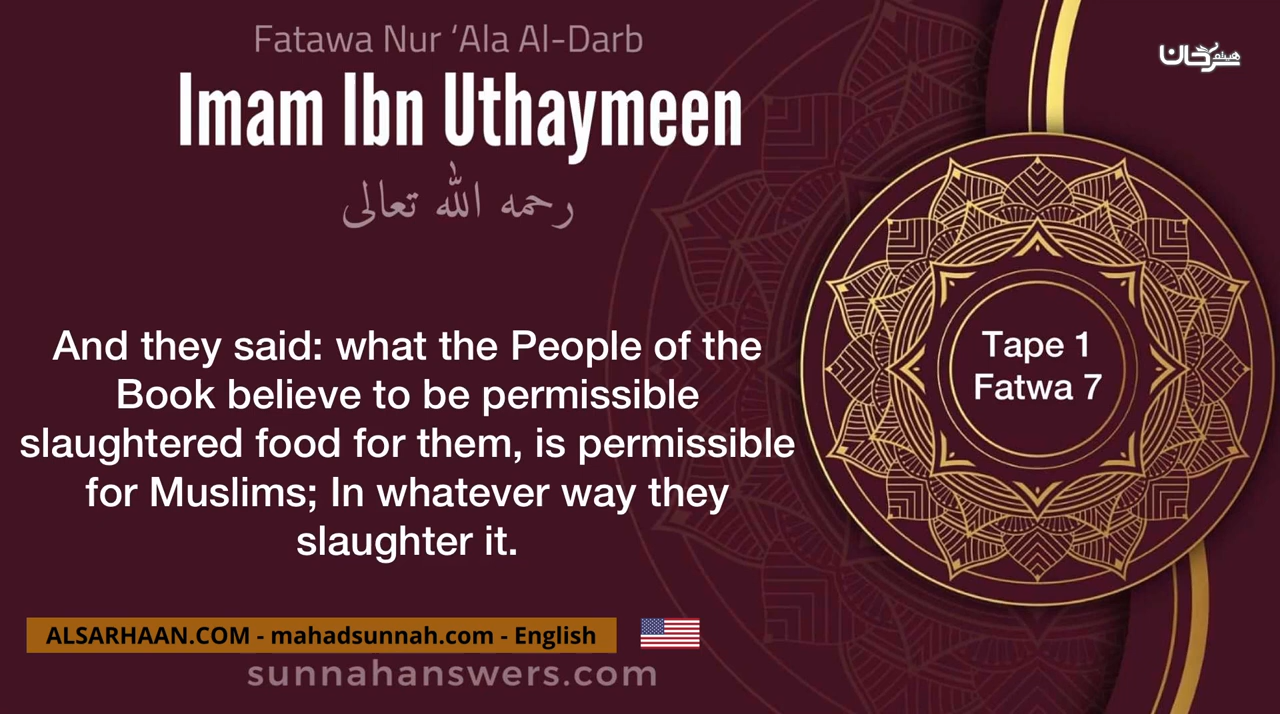 Fatawa Nur ‘Ala Al-Darb
Imam Ibn Uthaymeen
رحمه الله تعالى
And they said: what the People of the
Book believe to be permissible
slaughtered food for them, is permissible
for Muslims; In whatever way they
slaughter it.
Tape 1
Fatwa 7
هيثم سرحان
ALSARHAAN.COM - mahadsunnah.com - English
sunnahanswers.com